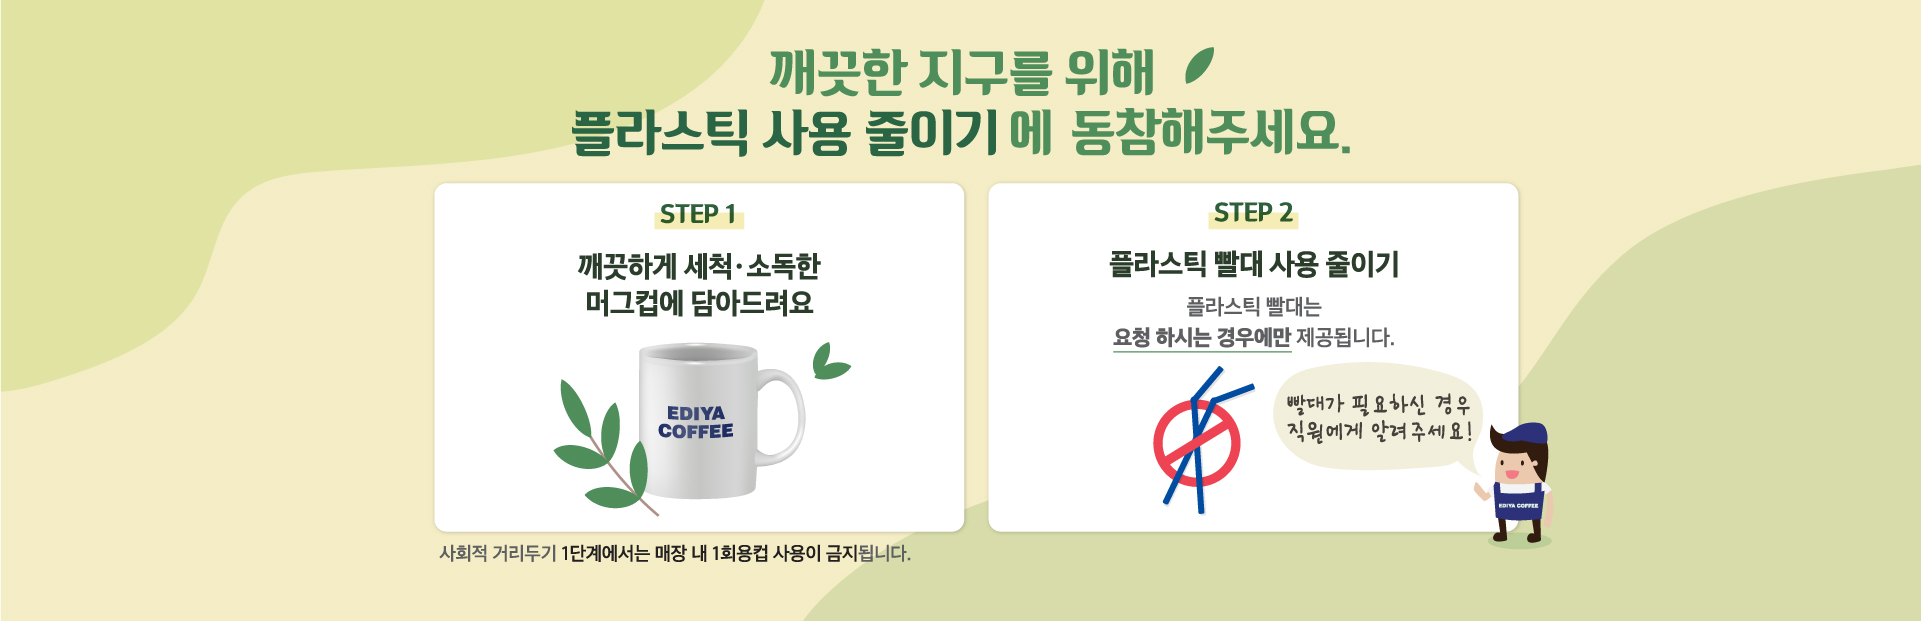 깨끗한 지구를 위해
플라스틱 사용 줄이기에 동참해주세요.
STEP 1
깨끗하게 세척·소독한
머그컵에 담아드려요
EDIYA
COFFEE
사회적 거리두기 1단계에서는 매장 내 1회용컵 사용이 금지됩니다.
STEP 2
플라스틱 빨대 사용 줄이기
플라스틱 빨대는
요청 하시는 경우에만 제공됩니다.
빨대가 필요하신 경우
직원에게 알려주세요!
EDIYA COFFEE